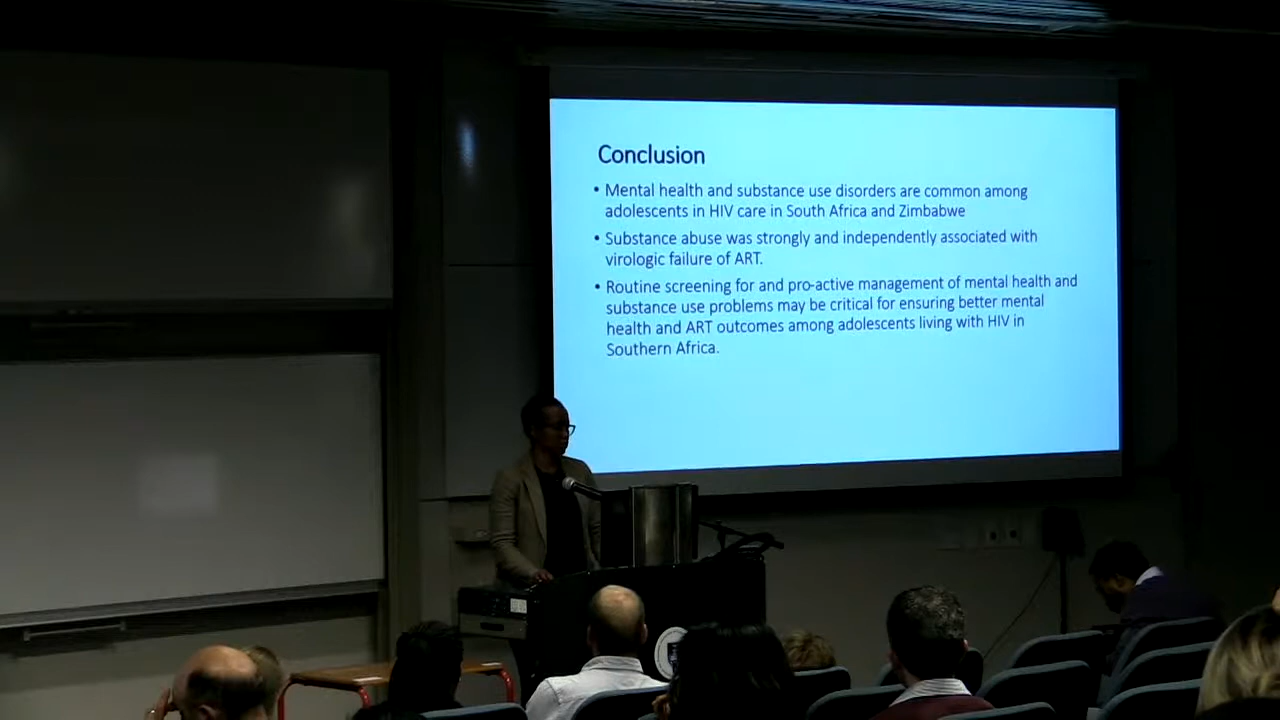 Conclusion
• Mental health and substance use disorders are common among
adolescents in HIV care in South Africa and Zimbabwe
• Substance abuse was strongly and independently associated with
virologic failure of ART.
• Routine screening for and pro-active management of mental health and
substance use problems may be critical for ensuring better mental
health and ART outcomes among adolescents living with HIV in
Southern Africa.